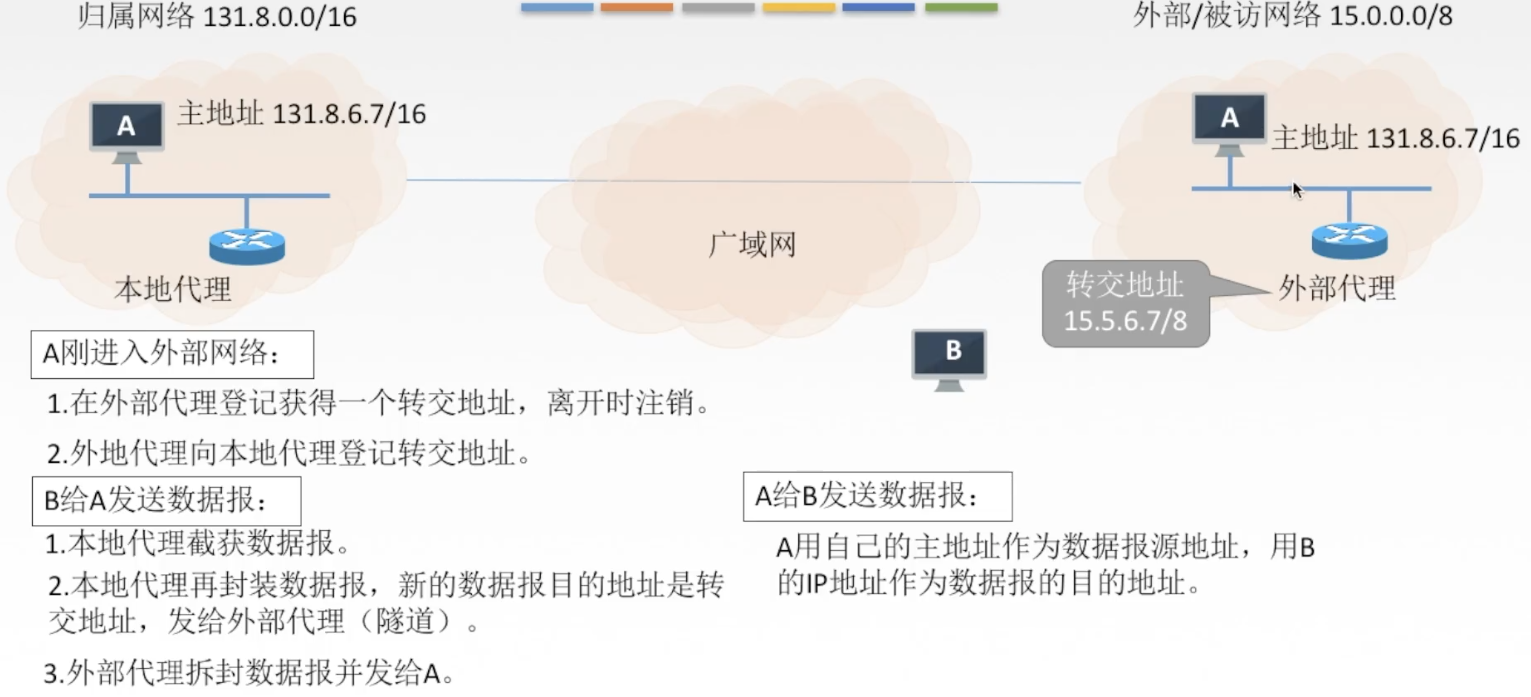 归属网络 131.8.0.0/16
外部/被访网络 15.0.0.0/8
A
主地址 131.8.6.7/16
A
主地址 131.8.6.7/16
广域网
本地代理
转交地址
15.5.6.7/8
外部代理
B
A刚进入外部网络：
1.在外部代理登记获得一个转交地址，离开时注销。
2.外地代理向本地代理登记转交地址。
B给A发送数据报：
1.本地代理截获数据报。
2.本地代理再封装数据报，新的数据报目的地址是转
交地址，发给外部代理（隧道）。
3.外部代理拆封数据报并发给A。
A给B发送数据报：
A用自己的主地址作为数据报源地址，用B
的IP地址作为数据报的目的地址。